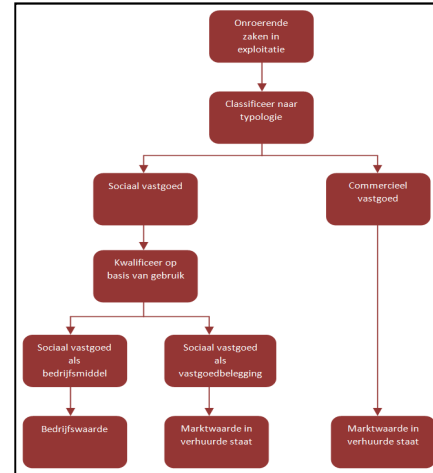 Onroerende
zaken in
exploitatie
Classificeer naar
typologie
Sociaal vastgoed
Commercieel
vastgoed
Kwalificeer op
basis van gebruik
Sociaal vastgoed
als
bedrijfsmiddel
Sociaal vastgoed
als
vastgoedbelegging
Bedrijfswaarde
Marktwaarde in
verhuurde staat
Marktwaarde in
verhuurde staat